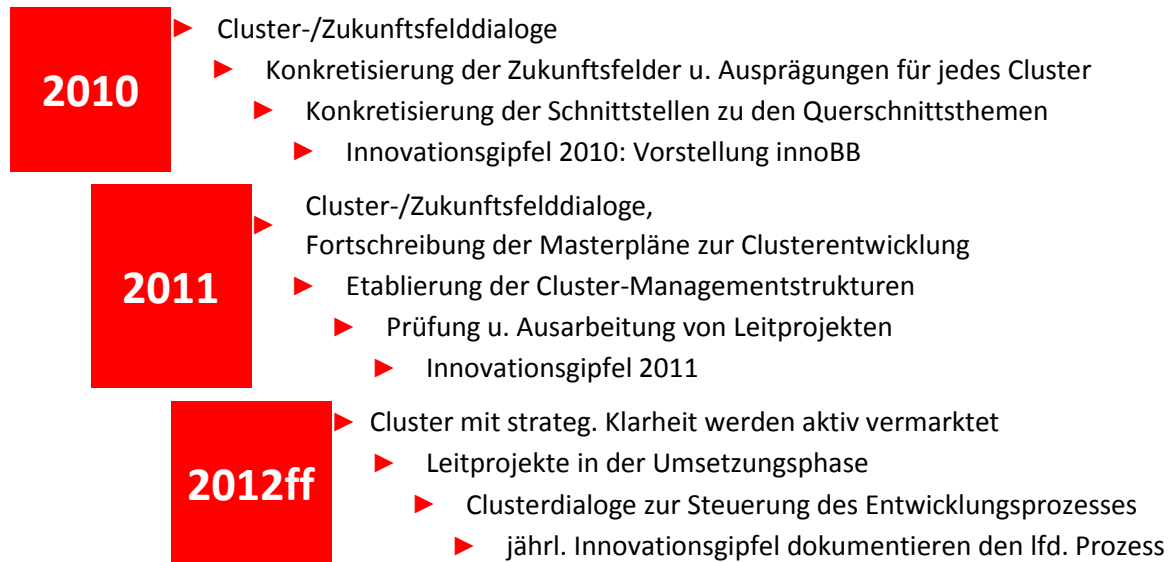 2010
Cluster-/Zukunftsfelddialoge
Konkretisierung der Zukunftsfelder u. Ausprägungen für jedes Cluster
Konkretisierung der Schnittstellen zu den Querschnittsthemen
Innovationsgipfel 2010: Vorstellung innoBB
2011
Cluster-/Zukunftsfelddialoge,
Fortschreibung der Masterpläne zur Clusterentwicklung
Etablierung der Cluster-Managementstrukturen
Prüfung u. Ausarbeitung von Leitprojekten
Innovationsgipfel 2011
2012ff
Cluster mit strateg. Klarheit werden aktiv vermarktet
Leitprojekte in der Umsetzungsphase
Clusterdialoge zur Steuerung des Entwicklungsprozesses
jährl. Innovationsgipfel dokumentieren den lfd. Prozess